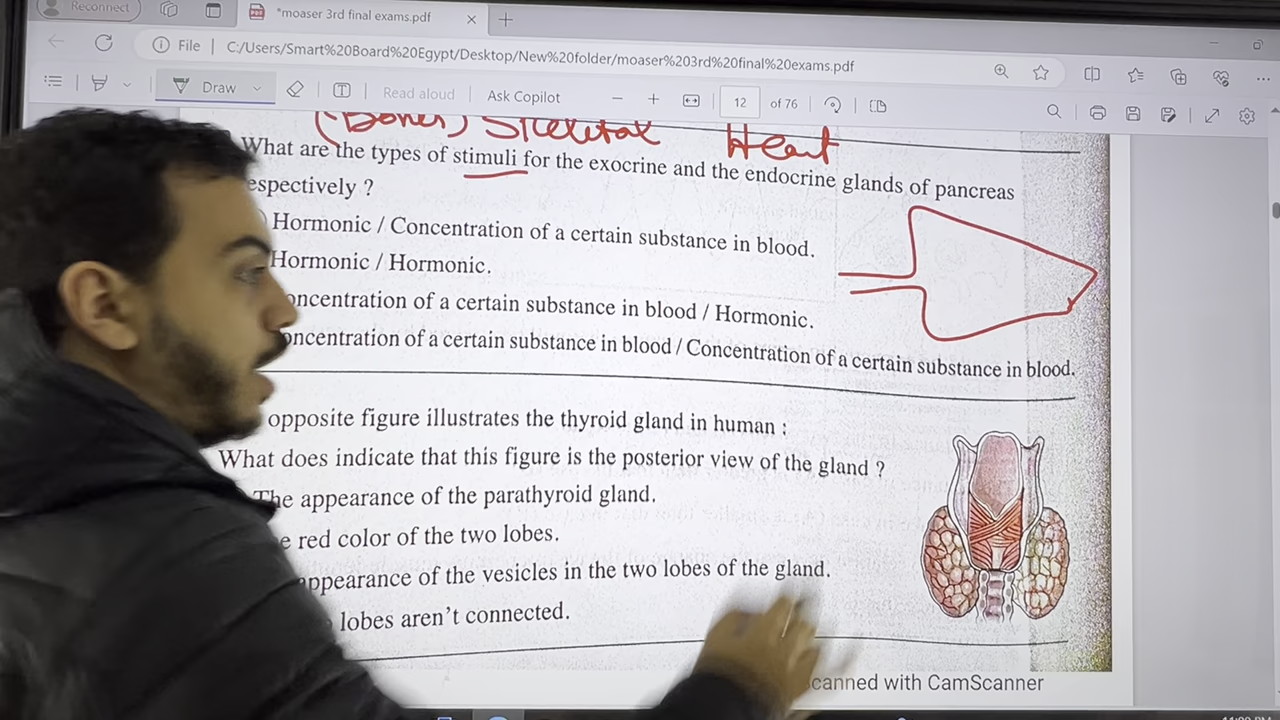 Reconnect
*moaser 3rd final exams.pdf
File | C:/Users/Smart%20Board%20Egypt/Desktop/New%20folder/moaser%203rd%20final%20exams.pdf
Draw
Read aloud
Ask Copilot
12 of 76
(Bones) Skeletal Heart
What are the types of stimuli for the exocrine and the endocrine glands of pancreas
espectively ?
Hormonic / Concentration of a certain substance in blood.
Hormonic / Hormonic.
oncentration of a certain substance in blood / Hormonic.
oncentration of a certain substance in blood / Concentration of a certain substance in blood.
opposite figure illustrates the thyroid gland in human :
What does indicate that this figure is the posterior view of the gland ?
The appearance of the parathyroid gland.
e red color of the two lobes.
appearance of the vesicles in the two lobes of the gland.
lobes aren't connected.
canned with CamScanner